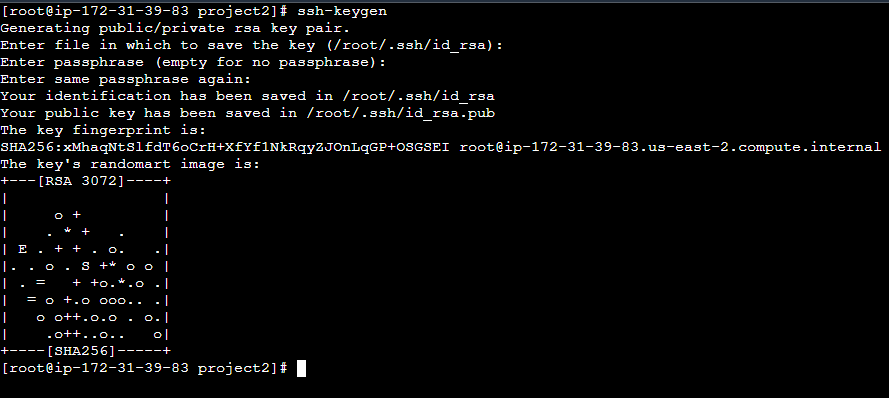 [root@ip-172-31-39-83 project2]# ssh-keygen
Generating public/private rsa key pair.
Enter file in which to save the key (/root/.ssh/id_rsa):
Enter passphrase (empty for no passphrase):
Enter same passphrase again:
Your identification has been saved in /root/.ssh/id_rsa
Your public key has been saved in /root/.ssh/id_rsa.pub
The key fingerprint is:
SHA256:xMhaqNtSlfdT6oCrH+XfYf1NkRqyZJOnLqGP+OSGSEI root@ip-172-31-39-83.us-east-2.compute.internal
The key's randomart image is:
+---[RSA 3072]----+
|                 |
|     o +         |
|    . * +   .    |
| E . + + . o.   .|
|. . o . S +* o o |
| . =   + +o.*.o .|
|  = o +.o ooo.. .|
|   o o++.o.o . o.|
|    .o++..o..   o|
+----[SHA256]-----+
[root@ip-172-31-39-83 project2]#